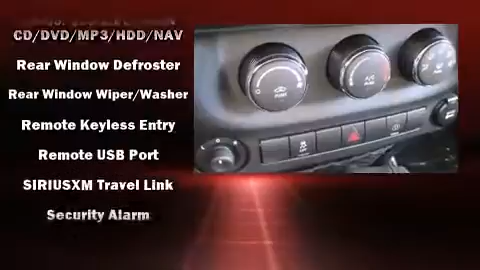 CD/DVD/MP3/HDD/NAV
Rear Window Defroster
Rear Window Wiper/Washer
Remote Keyless Entry
Remote USB Port
SIRIUSXM Travel Link
Security Alarm